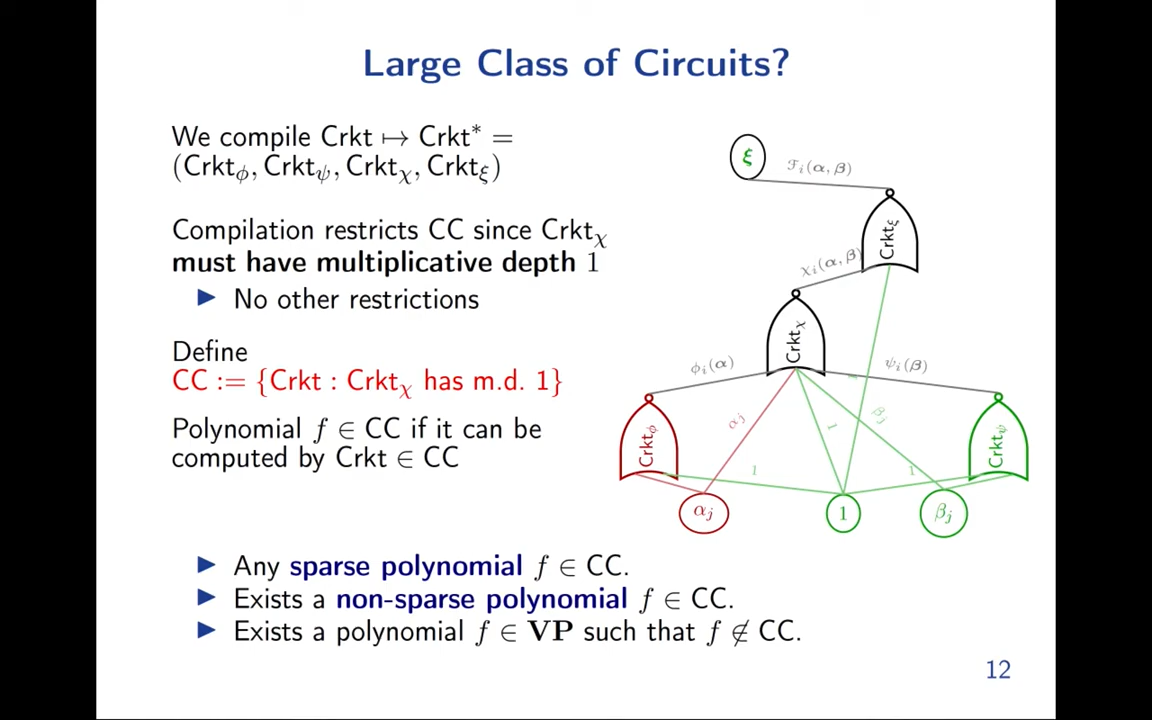 Large Class of Circuits?
We compile Crkt ↦ Crkt* =
(Crkt_ϕ, Crkt_ψ, Crkt_χ, Crkt_ξ)
Compilation restricts CC since Crkt_χ
must have multiplicative depth 1
▶ No other restrictions
Define
CC := {Crkt : Crkt_χ has m.d. 1}
Polynomial f ∈ CC if it can be
computed by Crkt ∈ CC
ξ
ℱ_i(α, β)
Crkt_ξ
χ_i(α, β)
Crkt_χ
ϕ_i(α)
ψ_i(β)
1
α_j
1
β_j
Crkt_ϕ
Crkt_ψ
1
1
α_j
1
β_j
▶ Any sparse polynomial f ∈ CC.
▶ Exists a non-sparse polynomial f ∈ CC.
▶ Exists a polynomial f ∈ VP such that f ∉ CC.
12